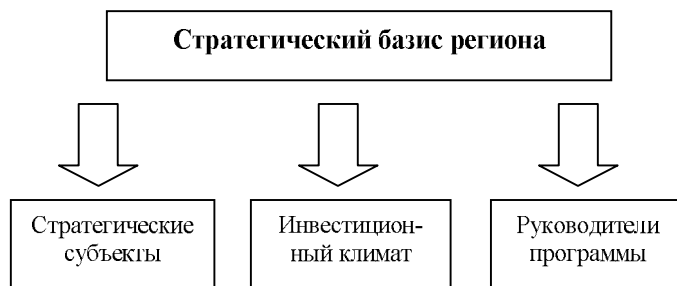 Стратегический базис региона
Стратегические
субъекты
Инвестицион-
ный климат
Руководители
программы